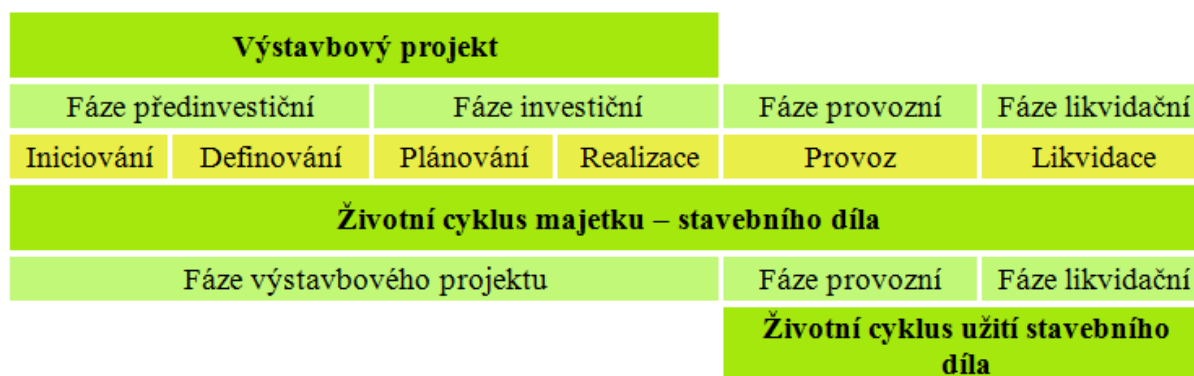 Výstavbový projekt
Fáze předinvestiční Fáze investiční Fáze provozní Fáze likvidační
Iniciování Definování Plánování Realizace Provoz Likvidace
Životní cyklus majetku – stavebního díla
Fáze výstavbového projektu Fáze provozní Fáze likvidační
Životní cyklus užití stavebního
díla